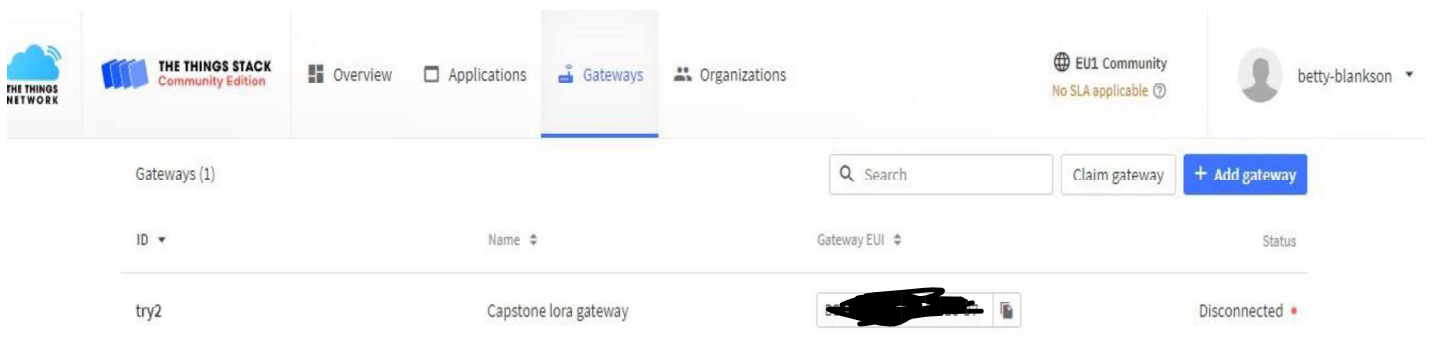 THE THINGS
NETWORK
THE THINGS STACK
Community Edition
Overview
Applications
Gateways
Organizations
EU1 Community
No SLA applicable
betty-blankson
Gateways (1)
Search
Claim gateway
+ Add gateway
ID
Name
Gateway EUI
Status
try2
Capstone lora gateway
Disconnected